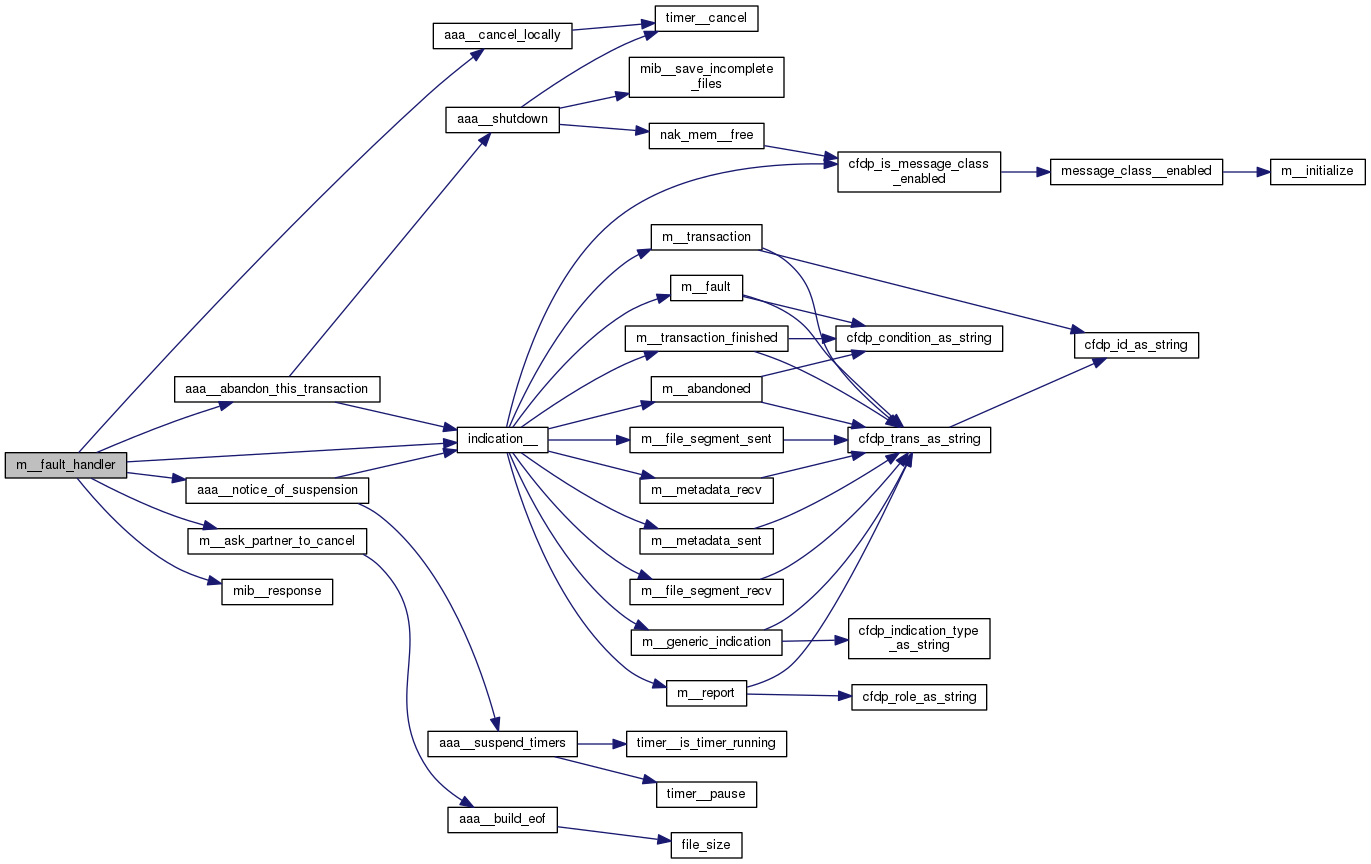 timer__cancel
aaa__cancel_locally
mib__save_incomplete
_files
aaa__shutdown
nak_mem__free
cfdp_is_message_class
_enabled
message_class__enabled
m__initialize
m__transaction
m__fault
m__transaction_finished
cfdp_condition_as_string
cfdp_id_as_string
aaa__abandon_this_transaction
m__abandoned
indication__
m__file_segment_sent
cfdp_trans_as_string
m__fault_handler
aaa__notice_of_suspension
m__metadata_recv
m__ask_partner_to_cancel
m__metadata_sent
mib__response
m__file_segment_recv
m__generic_indication
cfdp_indication_type
_as_string
m__report
cfdp_role_as_string
aaa__suspend_timers
timer__is_timer_running
timer__pause
aaa__build_eof
file_size